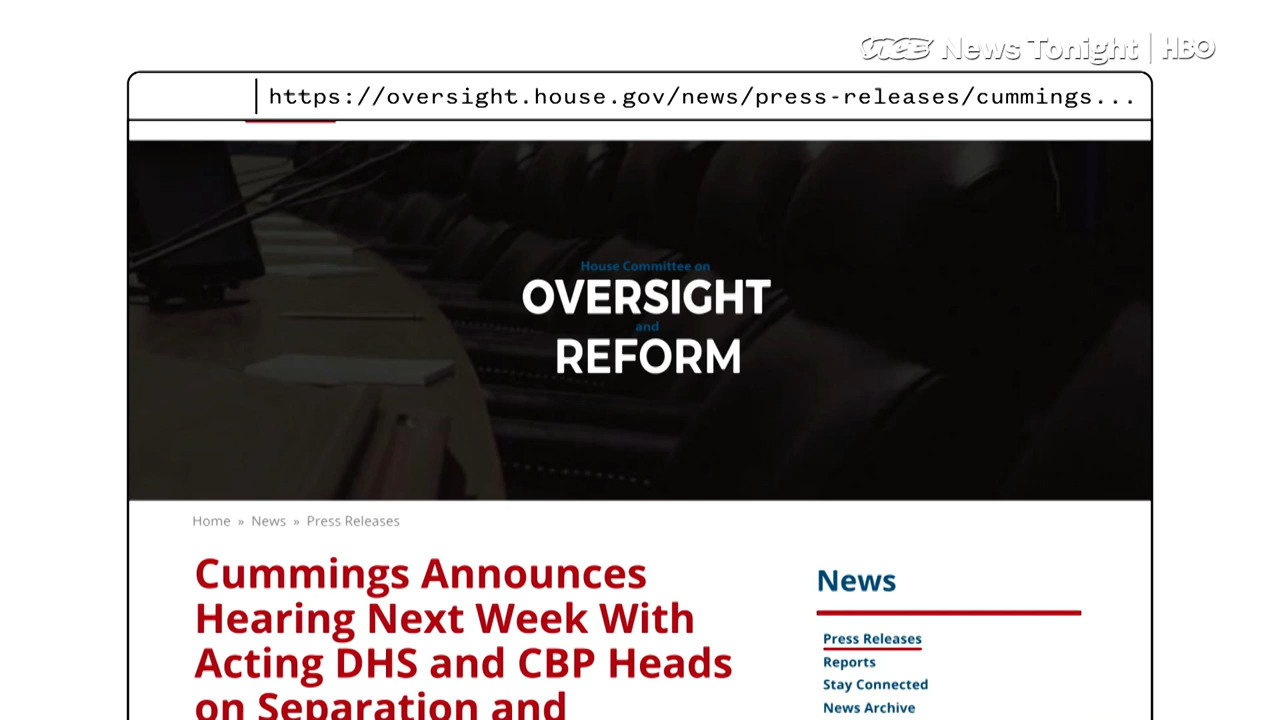 VICE News Tonight | HBO
https://oversight.house.gov/news/press-releases/cummings...
House Committee on
OVERSIGHT
and
REFORM
Home » News » Press Releases
Cummings Announces
Hearing Next Week With
Acting DHS and CBP Heads
on Separation and
News
Press Releases
Reports
Stay Connected
News Archive